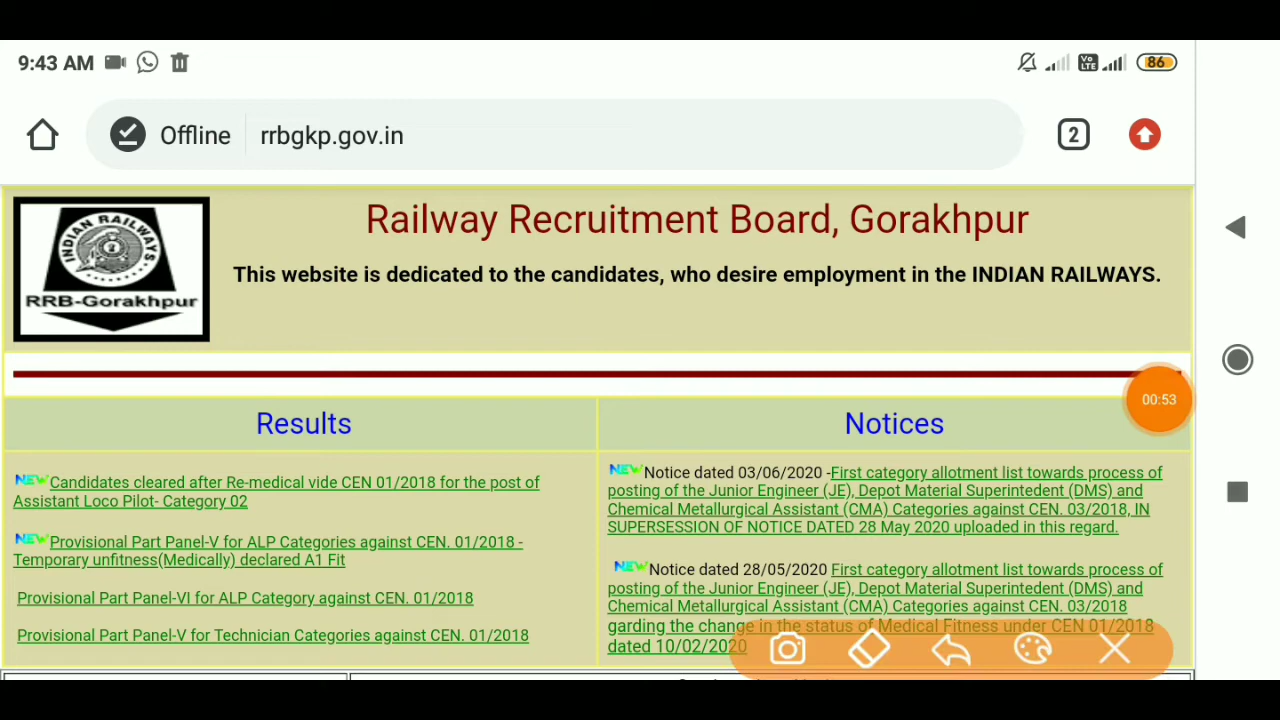 9:43 AM
Vo LTE
86
Offline
rrbgkp.gov.in
2
INDIAN RAILWAYS
RRB-Gorakhpur
Railway Recruitment Board, Gorakhpur
This website is dedicated to the candidates, who desire employment in the INDIAN RAILWAYS.
00:53
Results
NEW Candidates cleared after Re-medical vide CEN 01/2018 for the post of
Assistant Loco Pilot- Category 02
NEW Provisional Part Panel-V for ALP Categories against CEN. 01/2018 -
Temporary unfitness(Medically) declared A1 Fit
Provisional Part Panel-VI for ALP Category against CEN. 01/2018
Provisional Part Panel-V for Technician Categories against CEN. 01/2018
Notices
NEW Notice dated 03/06/2020 -First category allotment list towards process of
posting of the Junior Engineer (JE), Depot Material Superintedent (DMS) and
Chemical Metallurgical Assistant (CMA) Categories against CEN. 03/2018, IN
SUPERSESSION OF NOTICE DATED 28 May 2020 uploaded in this regard.
NEW Notice dated 28/05/2020 First category allotment list towards process of
posting of the Junior Engineer (JE), Depot Material Superintedent (DMS) and
Chemical Metallurgical Assistant (CMA) Categories against CEN. 03/2018
garding the change in the status of Medical Fitness under CEN 01/2018
dated 10/02/2020